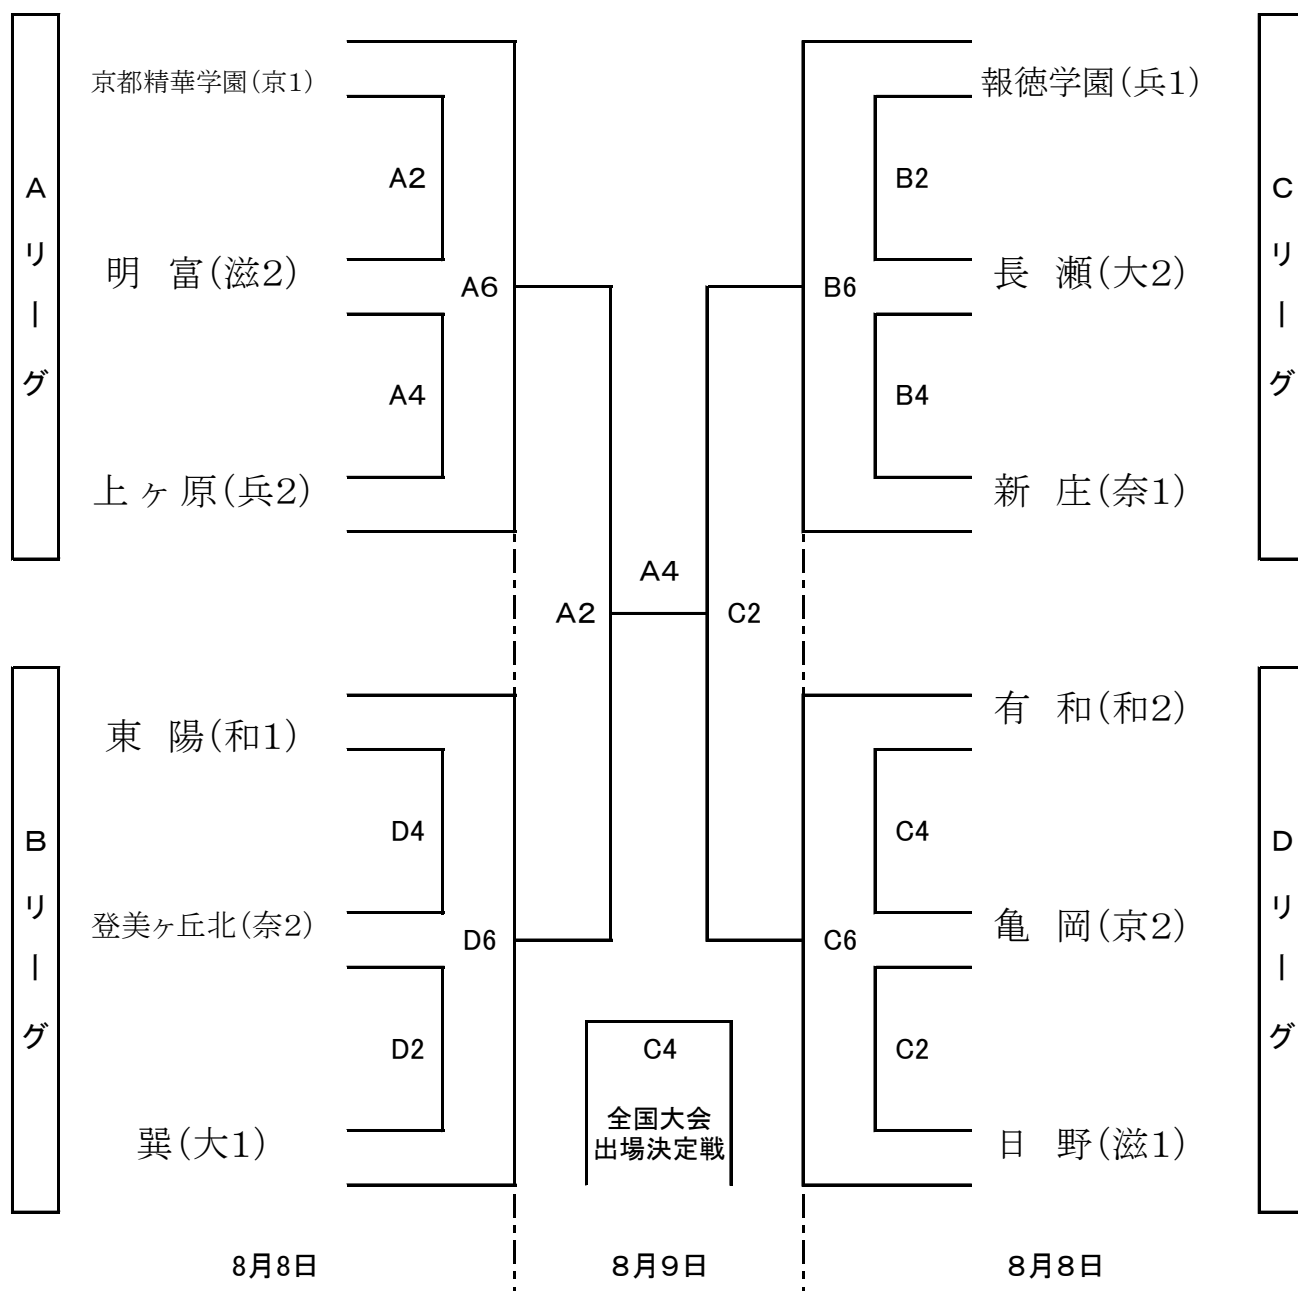 Aリーグ
京都精華学園(京1)
A2
明 富(滋2)
A6
A4
上ヶ原(兵2)
Cリーグ
報徳学園(兵1)
B2
長 瀬(大2)
B6
B4
新 庄(奈1)
A4
A2
C2
Bリーグ
東 陽(和1)
D4
登美ヶ丘北(奈2)
D6
D2
巽(大1)
Dリーグ
有 和(和2)
C4
亀 岡(京2)
C6
C2
日 野(滋1)
C4
全国大会
出場決定戦
8月8日
8月9日
8月8日